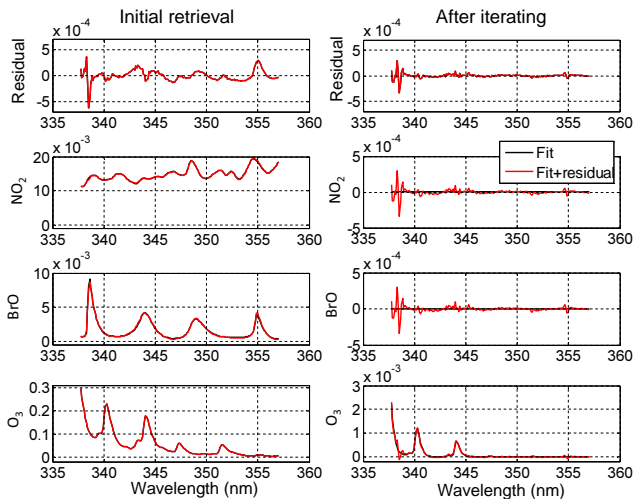 Initial retrieval
After iterating
x 10⁻⁴
5
0
-5
Residual
335 340 345 350 355 360
x 10⁻⁴
5
0
-5
Residual
335 340 345 350 355 360
x 10⁻³
20
10
0
NO₂
335 340 345 350 355 360
x 10⁻⁴
5
0
-5
NO₂
Fit
Fit+residual
335 340 345 350 355 360
x 10⁻³
10
5
0
BrO
335 340 345 350 355 360
x 10⁻⁴
5
0
-5
BrO
335 340 345 350 355 360
0.3
0.2
0.1
0
O₃
335 340 345 350 355 360
Wavelength (nm)
x 10⁻³
3
2
1
0
O₃
335 340 345 350 355 360
Wavelength (nm)